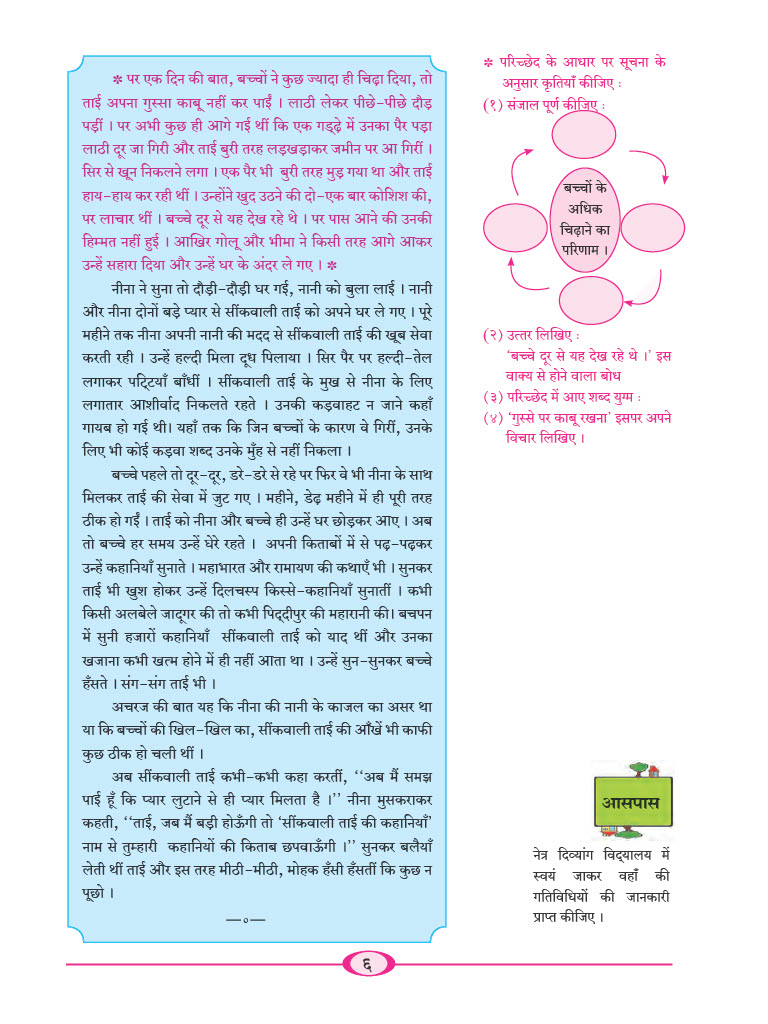 ✻ पर एक दिन की बात, बच्चों ने कुछ ज्यादा ही चिढ़ा दिया, तो
ताई अपना गुस्सा काबू नहीं कर पाईं । लाठी लेकर पीछे-पीछे दौड़
पड़ीं । पर अभी कुछ ही आगे गई थीं कि एक गड्ढ़े में उनका पैर पड़ा
लाठी दूर जा गिरी और ताई बुरी तरह लड़खड़ाकर जमीन पर आ गिरीं ।
सिर से खून निकलने लगा । एक पैर भी बुरी तरह मुड़ गया था और ताई
हाय-हाय कर रही थीं । उन्होंने खुद उठने की दो-एक बार कोशिश की,
पर लाचार थीं । बच्चे दूर से यह देख रहे थे । पर पास आने की उनकी
हिम्मत नहीं हुई । आखिर गोलू और भीमा ने किसी तरह आगे आकर
उन्हें सहारा दिया और उन्हें घर के अंदर ले गए । ✻
नीना ने सुना तो दौड़ी-दौड़ी घर गई, नानी को बुला लाई । नानी
और नीना दोनों बड़े प्यार से सींकवाली ताई को अपने घर ले गए । पूरे
महीने तक नीना अपनी नानी की मदद से सींकवाली ताई की खूब सेवा
करती रही । उन्हें हल्दी मिला दूध पिलाया । सिर पैर पर हल्दी-तेल
लगाकर पट्टियाँ बाँधीं । सींकवाली ताई के मुख से नीना के लिए
लगातार आशीर्वाद निकलते रहते । उनकी कड़वाहट न जाने कहाँ
गायब हो गई थी। यहाँ तक कि जिन बच्चों के कारण वे गिरीं, उनके
लिए भी कोई कड़वा शब्द उनके मुँह से नहीं निकला ।
बच्चे पहले तो दूर-दूर, डरे-डरे से रहे पर फिर वे भी नीना के साथ
मिलकर ताई की सेवा में जुट गए । महीने, डेढ़ महीने में ही पूरी तरह
ठीक हो गईं । ताई को नीना और बच्चे ही उन्हें घर छोड़कर आए । अब
तो बच्चे हर समय उन्हें घेरे रहते । अपनी किताबों में से पढ़-पढ़कर
उन्हें कहानियाँ सुनाते । महाभारत और रामायण की कथाएँ भी । सुनकर
ताई भी खुश होकर उन्हें दिलचस्प किस्से-कहानियाँ सुनातीं । कभी
किसी अलबेले जादूगर की तो कभी पिद्दीपुर की महारानी की। बचपन
में सुनी हजारों कहानियाँ सींकवाली ताई को याद थीं और उनका
खजाना कभी खत्म होने में ही नहीं आता था । उन्हें सुन-सुनकर बच्चे
हँसते । संग-संग ताई भी ।
अचरज की बात यह कि नीना की नानी के काजल का असर था
या कि बच्चों की खिल-खिल का, सींकवाली ताई की आँखें भी काफी
कुछ ठीक हो चली थीं ।
अब सींकवाली ताई कभी-कभी कहा करतीं, ‘‘अब मैं समझ
पाई हूँ कि प्यार लुटाने से ही प्यार मिलता है ।’’ नीना मुसकराकर
कहती, ‘‘ताई, जब मैं बड़ी होऊँगी तो ‘सींकवाली ताई की कहानियाँ’
नाम से तुम्हारी कहानियों की किताब छपवाऊँगी ।’’ सुनकर बलैयाँ
लेती थीं ताई और इस तरह मीठी-मीठी, मोहक हँसी हँसतीं कि कुछ न
पूछो ।
—०—
✻ परिच्छेद के आधार पर सूचना के
अनुसार कृतियाँ कीजिए :
(१) संजाल पूर्ण कीजिए :
बच्चों के
अधिक
चिढ़ाने का
परिणाम ।
(२) उत्तर लिखिए :
‘बच्चे दूर से यह देख रहे थे ।’ इस
वाक्य से होने वाला बोध
(३) परिच्छेद में आए शब्द युग्म :
(४) ‘गुस्से पर काबू रखना’ इसपर अपने
विचार लिखिए ।
आसपास
नेत्र दिव्यांग विद्यालय में
स्वयं जाकर वहाँ की
गतिविधियों की जानकारी
प्राप्त कीजिए ।
६